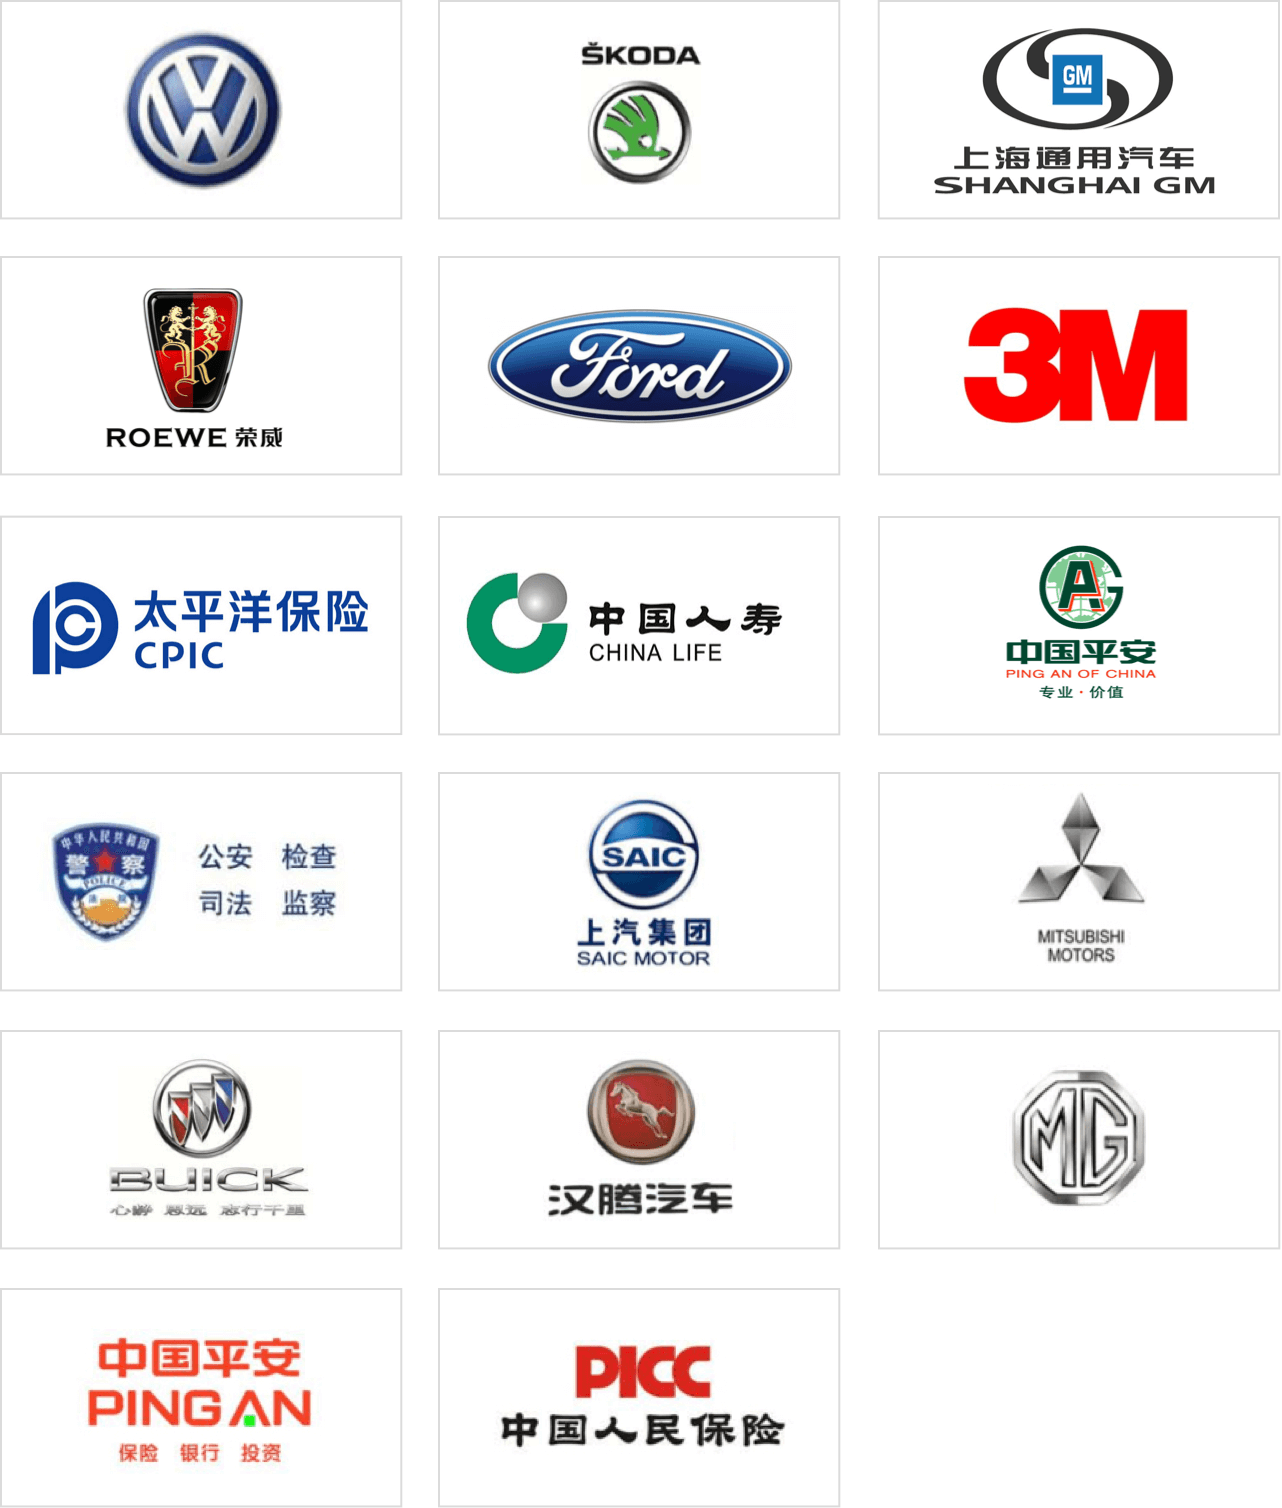 VW
ŠKODA
GM
上海通用汽车
SHANGHAI GM
R
ROEWE 荣威
Ford
3M
太平洋保险
CPIC
中国人寿
CHINA LIFE
中国平安
PING AN OF CHINA
专业·价值
中华人民共和国
警察
POLICE
公安 检查
司法 监察
SAIC
上汽集团
SAIC MOTOR
MITSUBISHI
MOTORS
BUICK
心静 思远 志行千里
汉腾汽车
MG
中国平安
PING AN
保险 银行 投资
PICC
中国人民保险